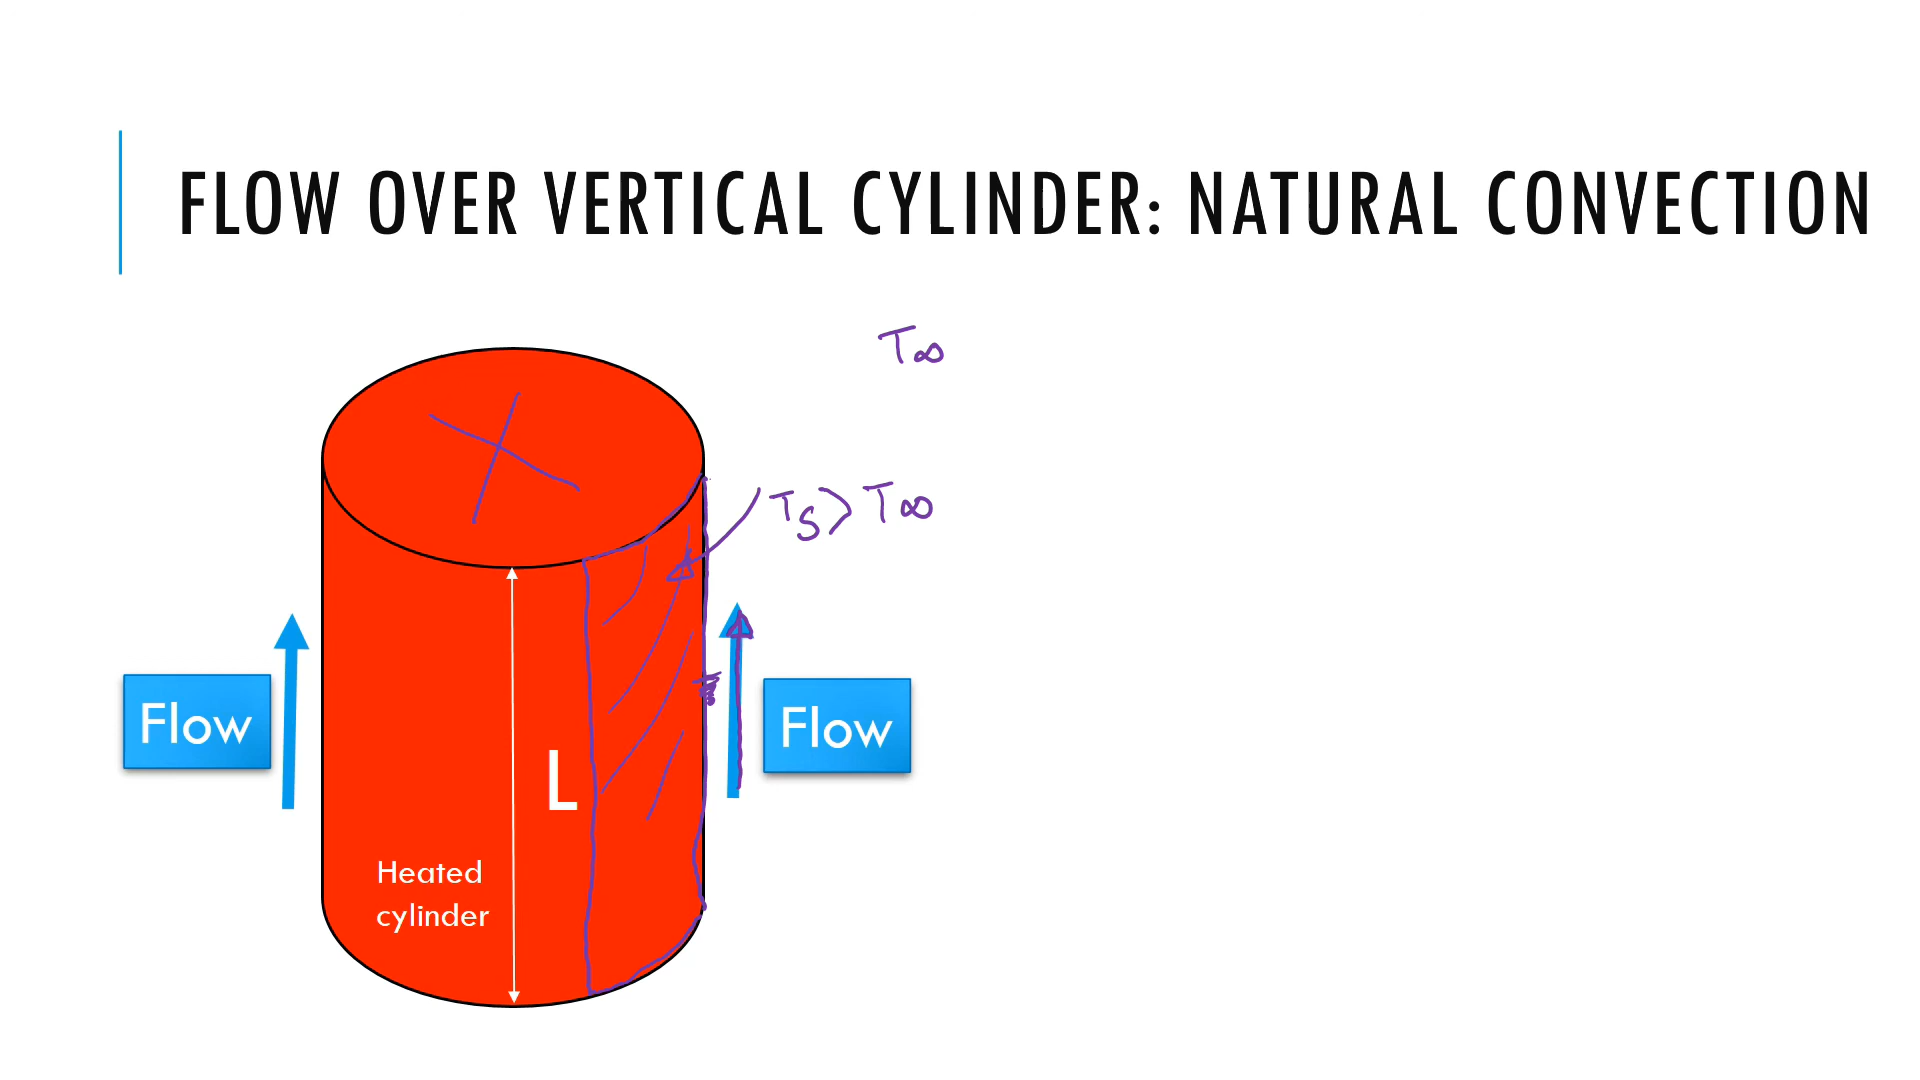 FLOW OVER VERTICAL CYLINDER: NATURAL CONVECTION
T∞
Ts > T∞
Flow
Flow
L
Heated
cylinder